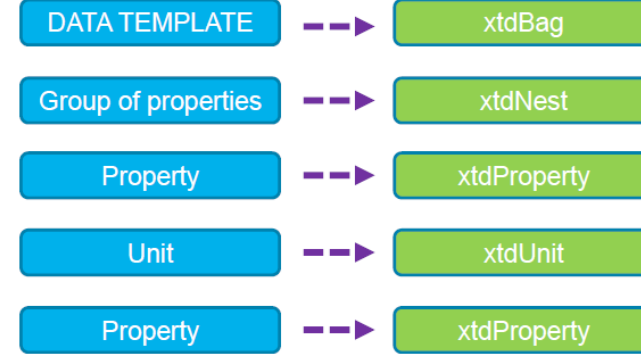 DATA TEMPLATE xtdBag
Group of properties xtdNest
Property xtdProperty
Unit xtdUnit
Property xtdProperty